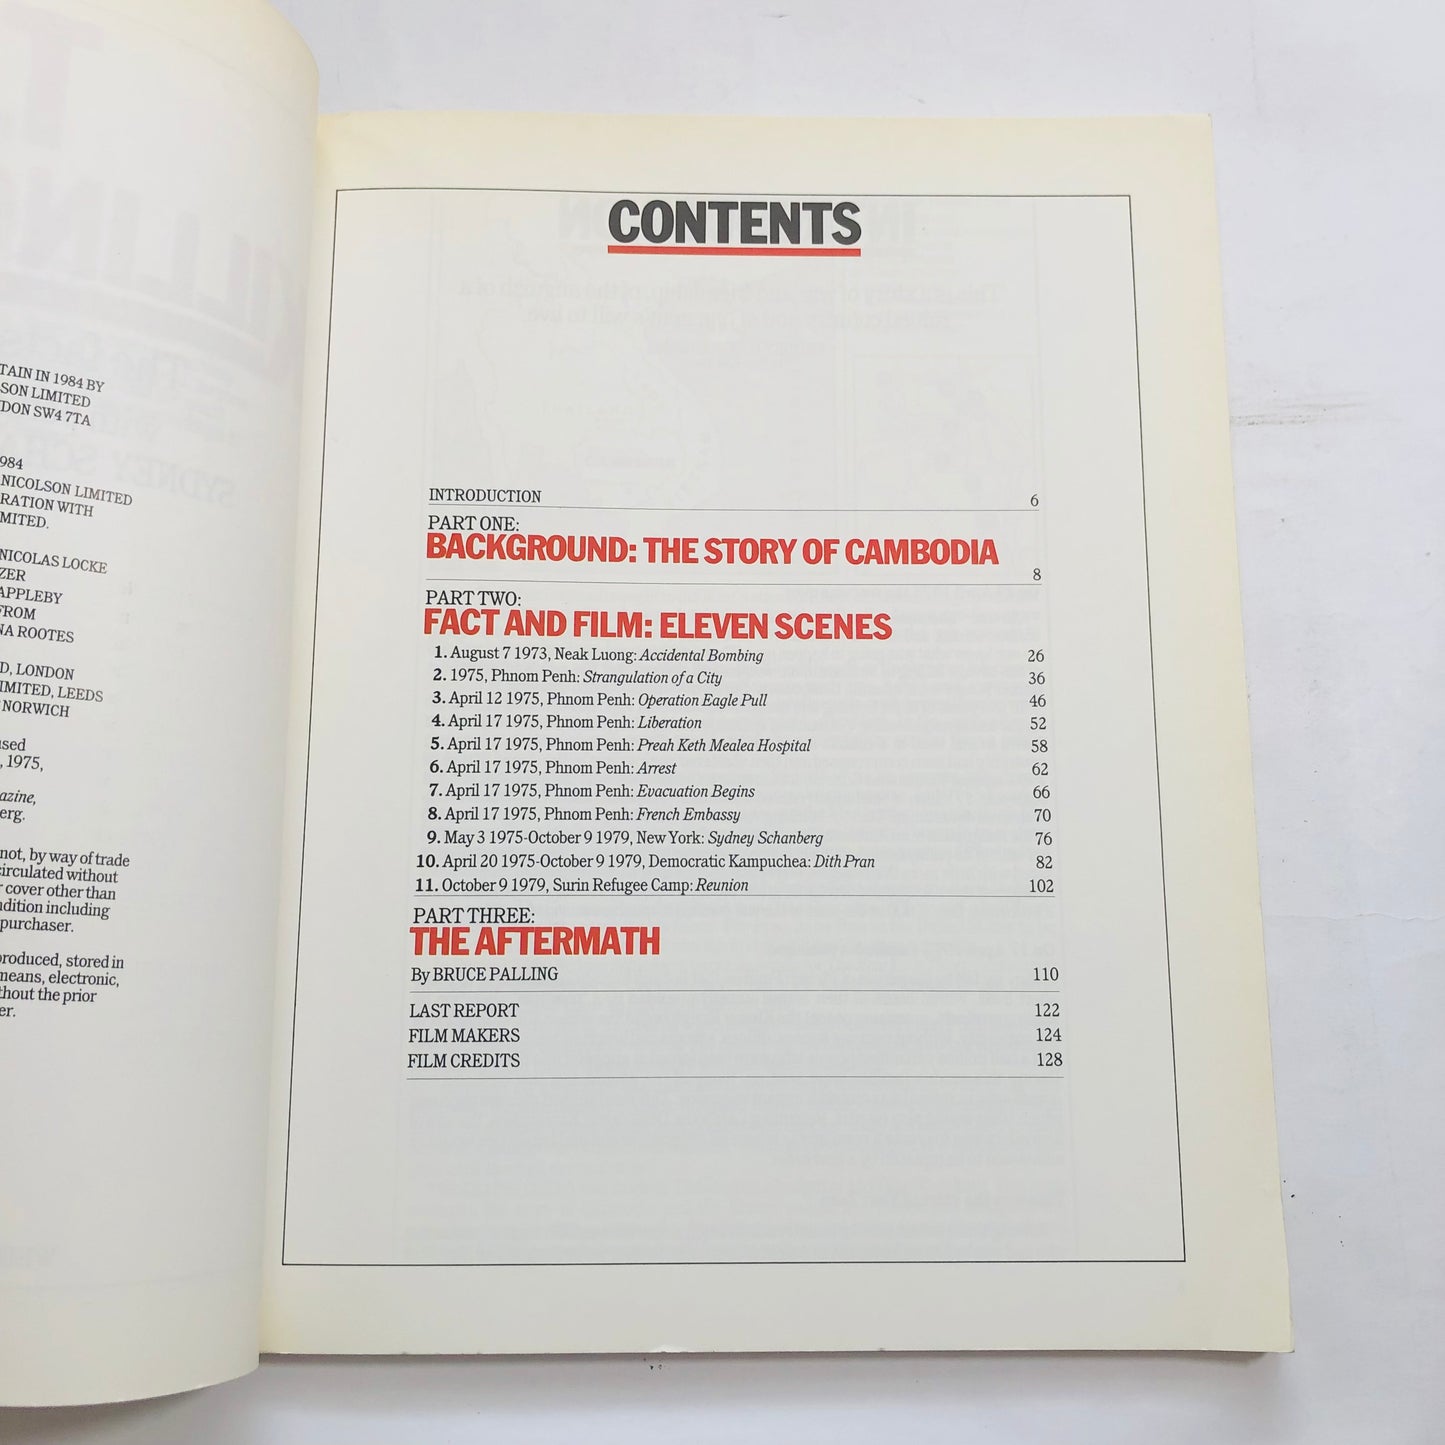 TAIN IN 1984 BY
SON LIMITED
DON SW4 7TA
984
NICOLSON LIMITED
RATION WITH
MITED.
NICOLAS LOCKE
ZER
APPLEBY
FROM
NA ROOTES
D, LONDON
IMITED, LEEDS
NORWICH
used
, 1975,
azine,
erg.
not, by way of trade
circulated without
r cover other than
ndition including
purchaser.
produced, stored in
means, electronic,
thout the prior
er.
CONTENTS
INTRODUCTION 6
PART ONE:
BACKGROUND: THE STORY OF CAMBODIA
8
PART TWO:
FACT AND FILM: ELEVEN SCENES
1. August 7 1973, Neak Luong: Accidental Bombing 26
2. 1975, Phnom Penh: Strangulation of a City 36
3. April 12 1975, Phnom Penh: Operation Eagle Pull 46
4. April 17 1975, Phnom Penh: Liberation 52
5. April 17 1975, Phnom Penh: Preah Keth Mealea Hospital 58
6. April 17 1975, Phnom Penh: Arrest 62
7. April 17 1975, Phnom Penh: Evacuation Begins 66
8. April 17 1975, Phnom Penh: French Embassy 70
9. May 3 1975-October 9 1979, New York: Sydney Schanberg 76
10. April 20 1975-October 9 1979, Democratic Kampuchea: Dith Pran 82
11. October 9 1979, Surin Refugee Camp: Reunion 102
PART THREE:
THE AFTERMATH
By BRUCE PALLING 110
LAST REPORT 122
FILM MAKERS 124
FILM CREDITS 128